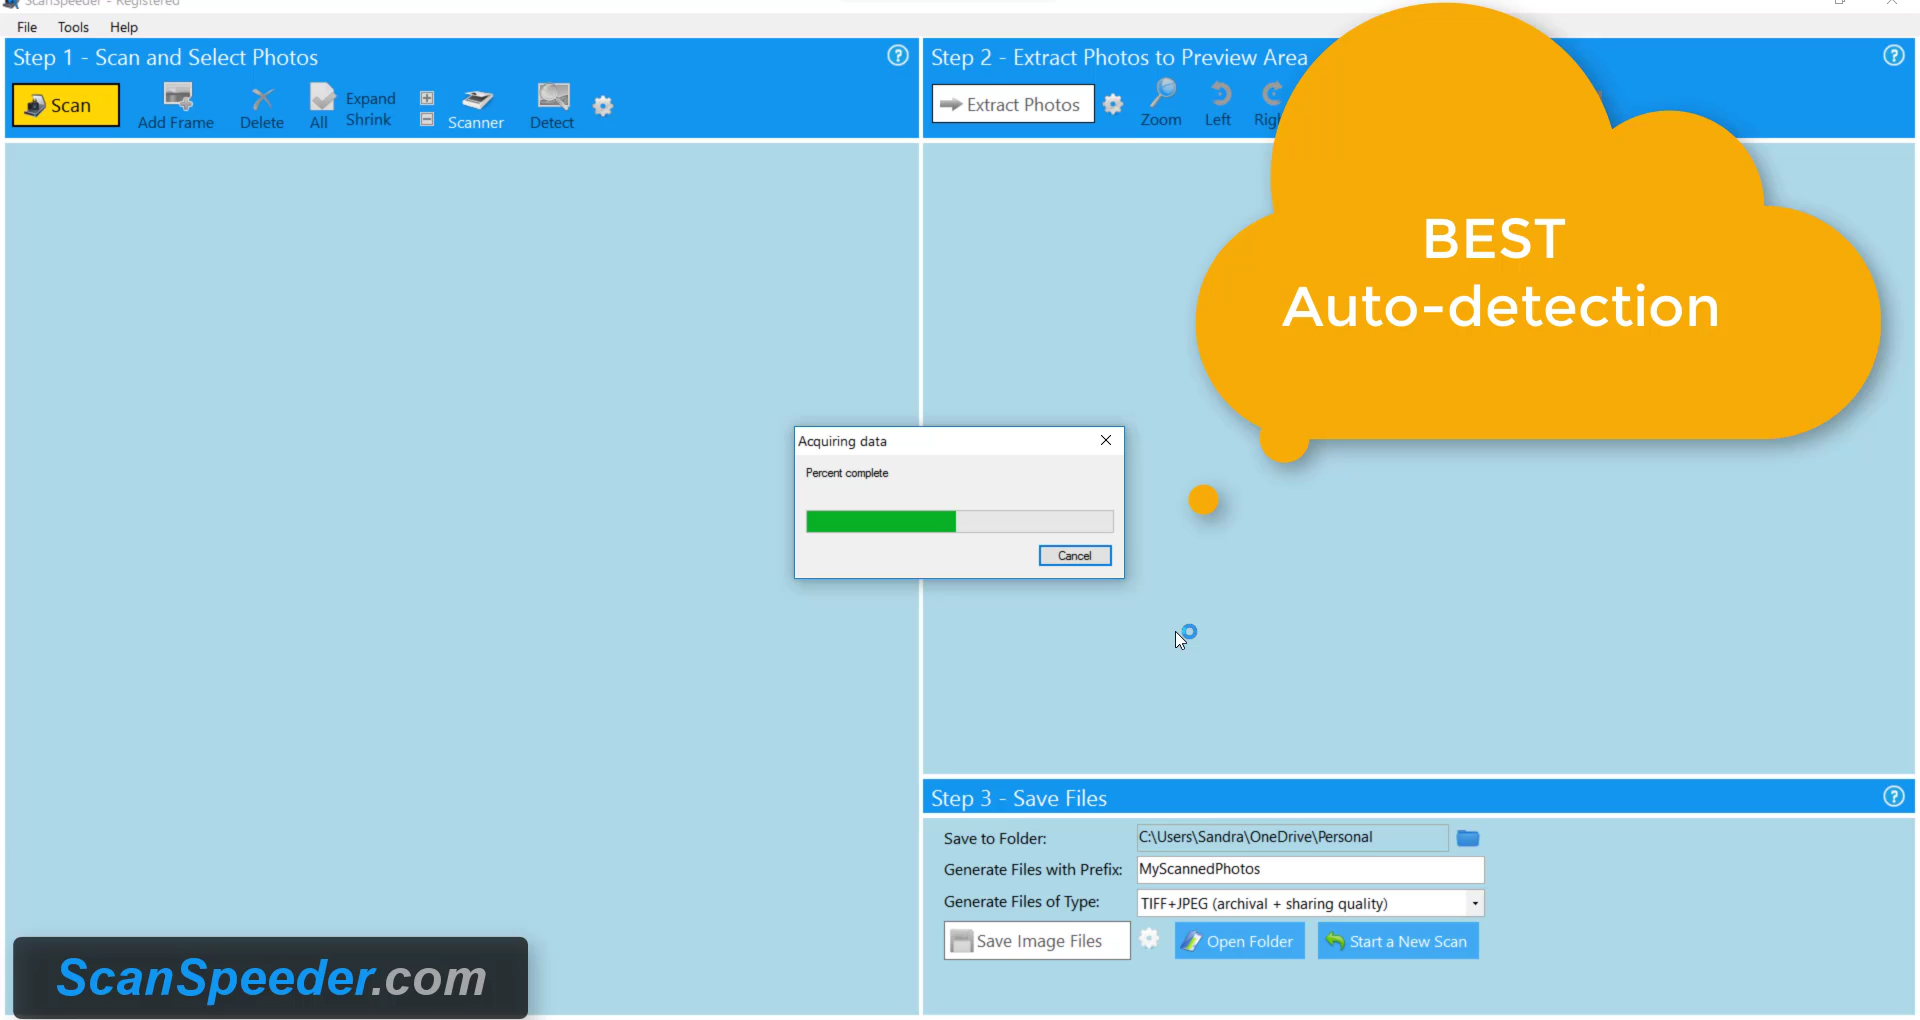 ScanSpeeder - Registered
File Tools Help
Step 1 - Scan and Select Photos
Scan
Add Frame
Delete
All
Expand
Shrink
Scanner
Detect
Step 2 - Extract Photos to Preview Area
Extract Photos
Zoom
Left
BEST
Auto-detection
Acquiring data
Percent complete
Cancel
Step 3 - Save Files
Save to Folder: C:\Users\Sandra\OneDrive\Personal
Generate Files with Prefix: MyScannedPhotos
Generate Files of Type: TIFF+JPEG (archival + sharing quality)
Save Image Files
Open Folder
Start a New Scan
ScanSpeeder.com